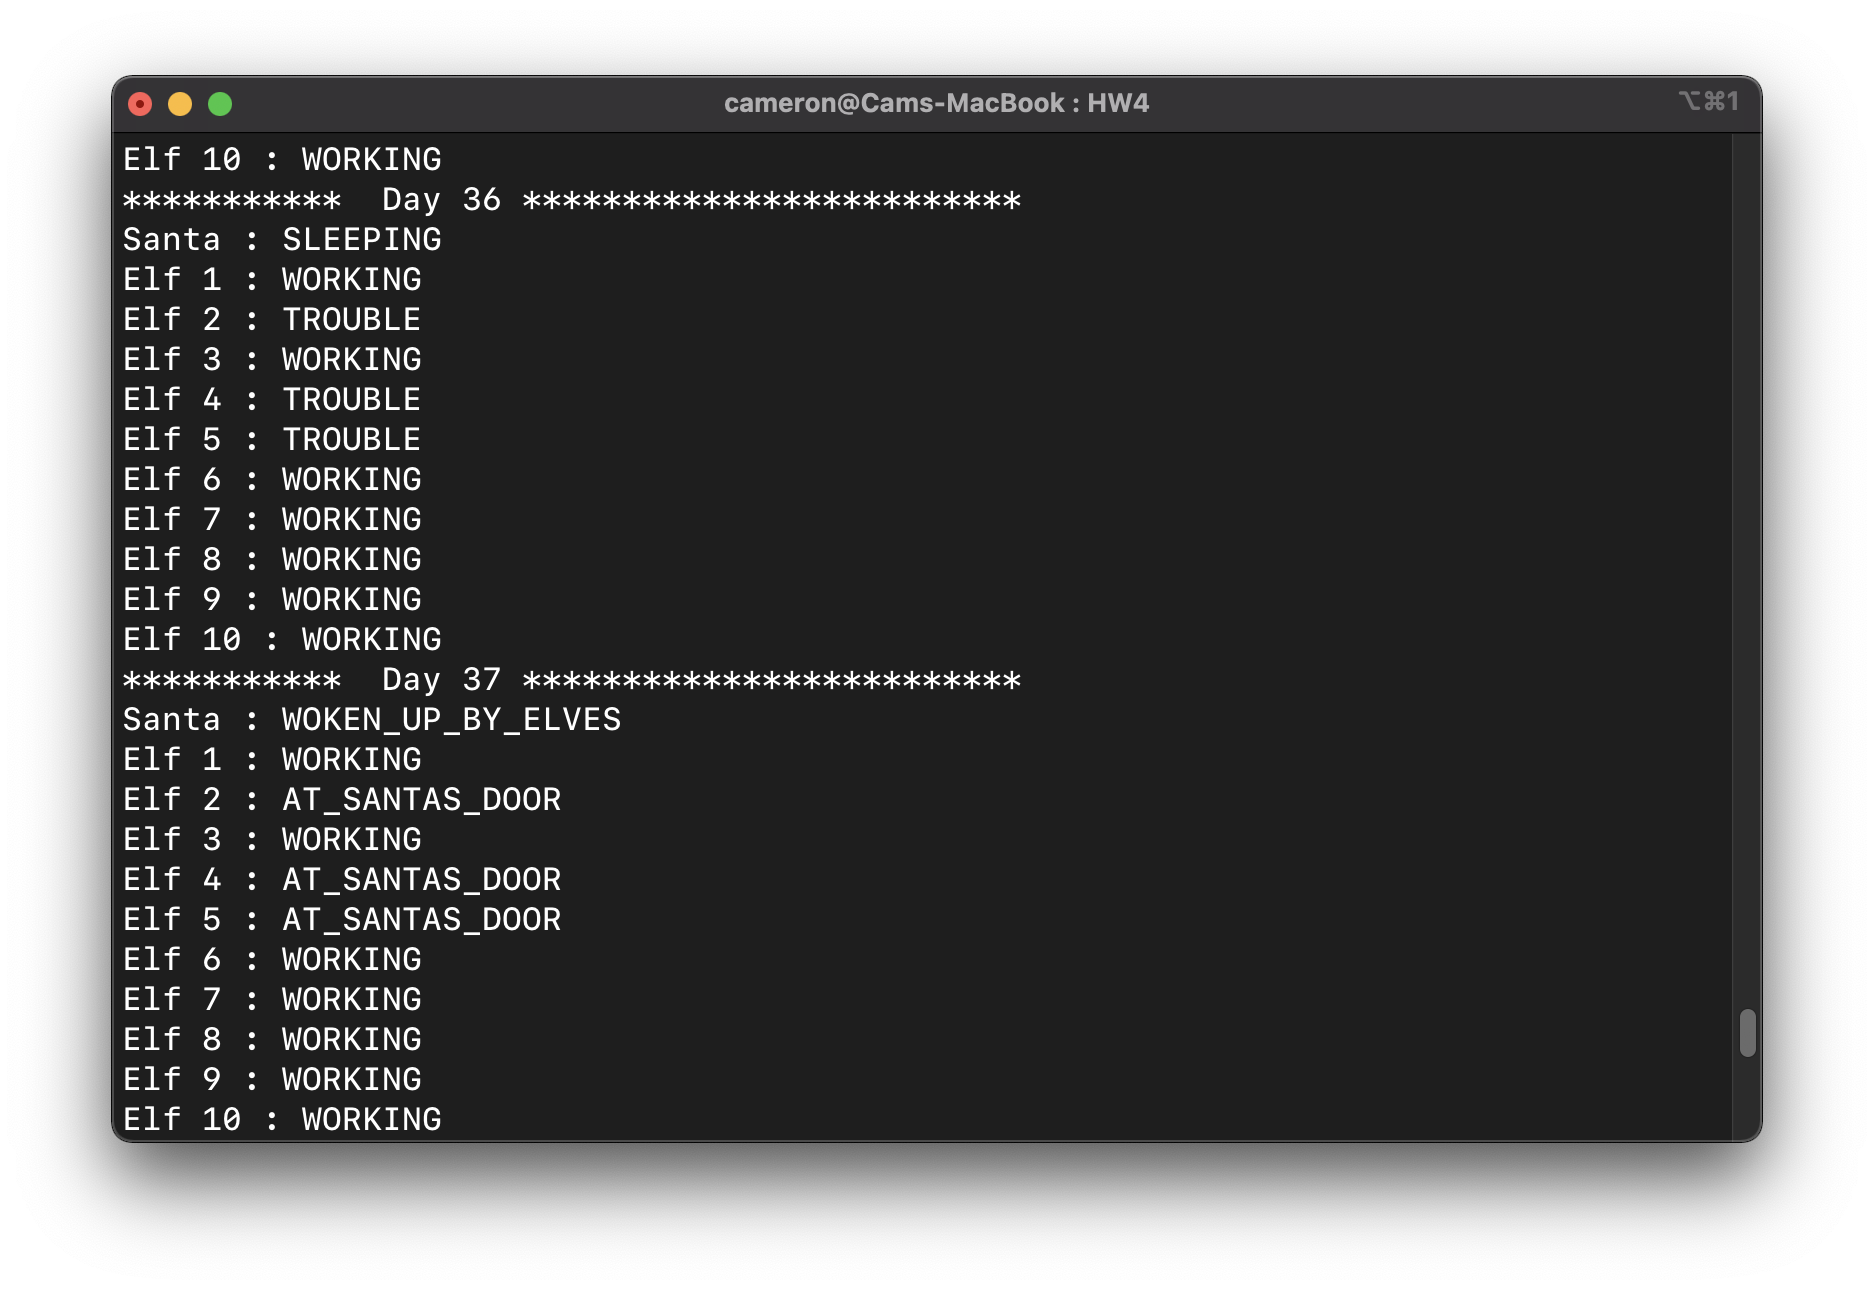 cameron@Cams-MacBook : HW4
⌥⌘1
Elf 10 : WORKING
***********  Day 36 *************************
Santa : SLEEPING
Elf 1 : WORKING
Elf 2 : TROUBLE
Elf 3 : WORKING
Elf 4 : TROUBLE
Elf 5 : TROUBLE
Elf 6 : WORKING
Elf 7 : WORKING
Elf 8 : WORKING
Elf 9 : WORKING
Elf 10 : WORKING
***********  Day 37 *************************
Santa : WOKEN_UP_BY_ELVES
Elf 1 : WORKING
Elf 2 : AT_SANTAS_DOOR
Elf 3 : WORKING
Elf 4 : AT_SANTAS_DOOR
Elf 5 : AT_SANTAS_DOOR
Elf 6 : WORKING
Elf 7 : WORKING
Elf 8 : WORKING
Elf 9 : WORKING
Elf 10 : WORKING